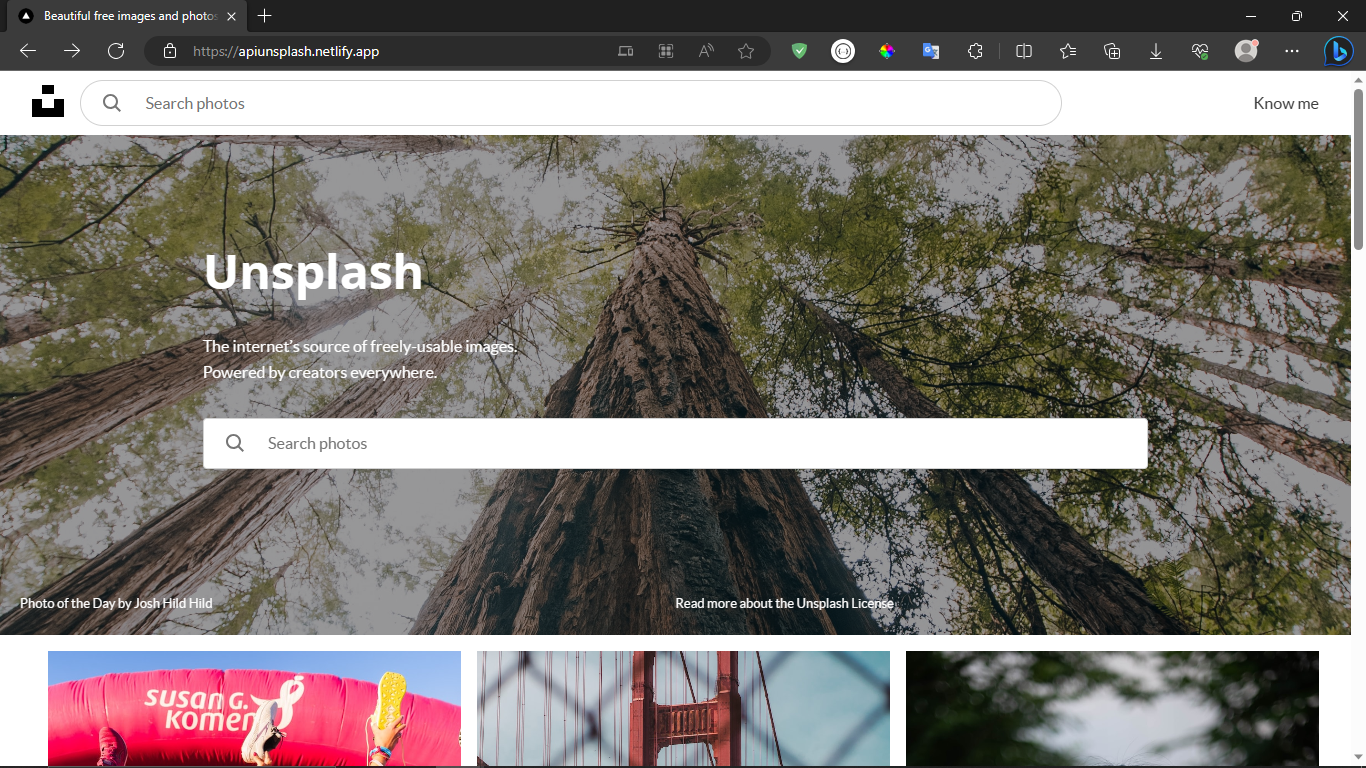 Beautiful free images and photos
https://apiunsplash.netlify.app
Search photos
Know me
Unsplash
The internet's source of freely-usable images.
Powered by creators everywhere.
Search photos
Photo of the Day by Josh Hild Hild
Read more about the Unsplash License
SUSAN G.
Komen